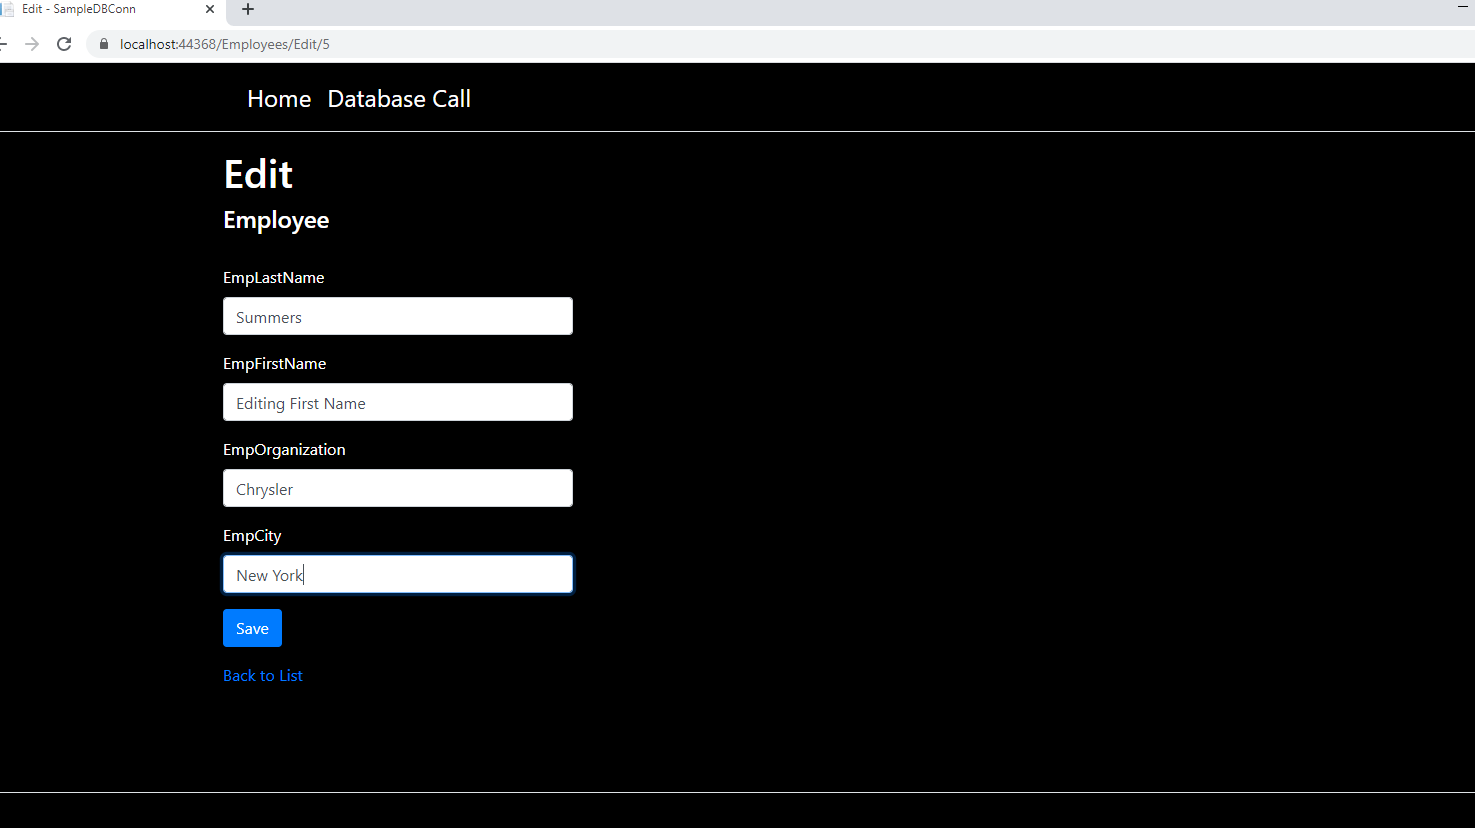 Edit - SampleDBConn
localhost:44368/Employees/Edit/5
Home Database Call
Edit
Employee
EmpLastName
Summers
EmpFirstName
Editing First Name
EmpOrganization
Chrysler
EmpCity
New York
Save
Back to List